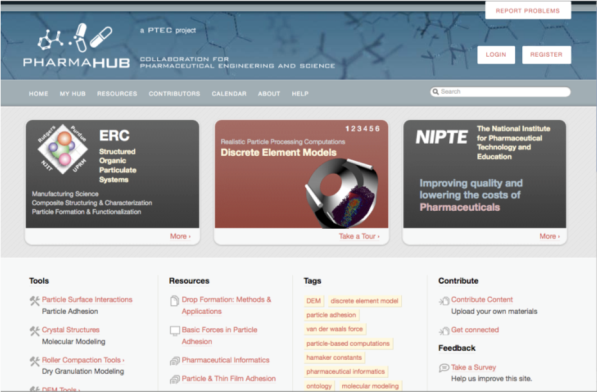 REPORT PROBLEMS
a PTEC project
PHARMAHUB
COLLABORATION FOR
PHARMACEUTICAL ENGINEERING AND SCIENCE
LOGIN
REGISTER
HOME MY HUB RESOURCES CONTRIBUTORS CALENDAR ABOUT HELP
Search
Rutgers
Purdue
NJIT
UPRM
ERC
Structured
Organic
Particulate
Systems
Manufacturing Science
Composite Structuring & Characterization
Particle Formation & Functionalization
More ›
1 2 3 4 5 6
Realistic Particle Processing Computations
Discrete Element Models
Take a Tour ›
NIPTE
The National Institute
for Pharmaceutical
Technology and
Education
Improving quality and
lowering the costs of
Pharmaceuticals
More ›
Tools
Particle Surface Interactions
Particle Adhesion
Crystal Structures
Molecular Modeling
Roller Compaction Tools ›
Dry Granulation Modeling
DEM Tools ›
Resources
Drop Formation: Methods &
Applications
Basic Forces in Particle
Adhesion
Pharmaceutical Informatics
Particle & Thin Film Adhesion
Tags
DEM discrete element model
particle adhesion
van der waals force
particle-based computations
hamaker constants
pharmaceutical informatics
ontology molecular modeling
Contribute
Contribute Content
Upload your own materials
Get connected
Feedback
Take a Survey
Help us improve this site.